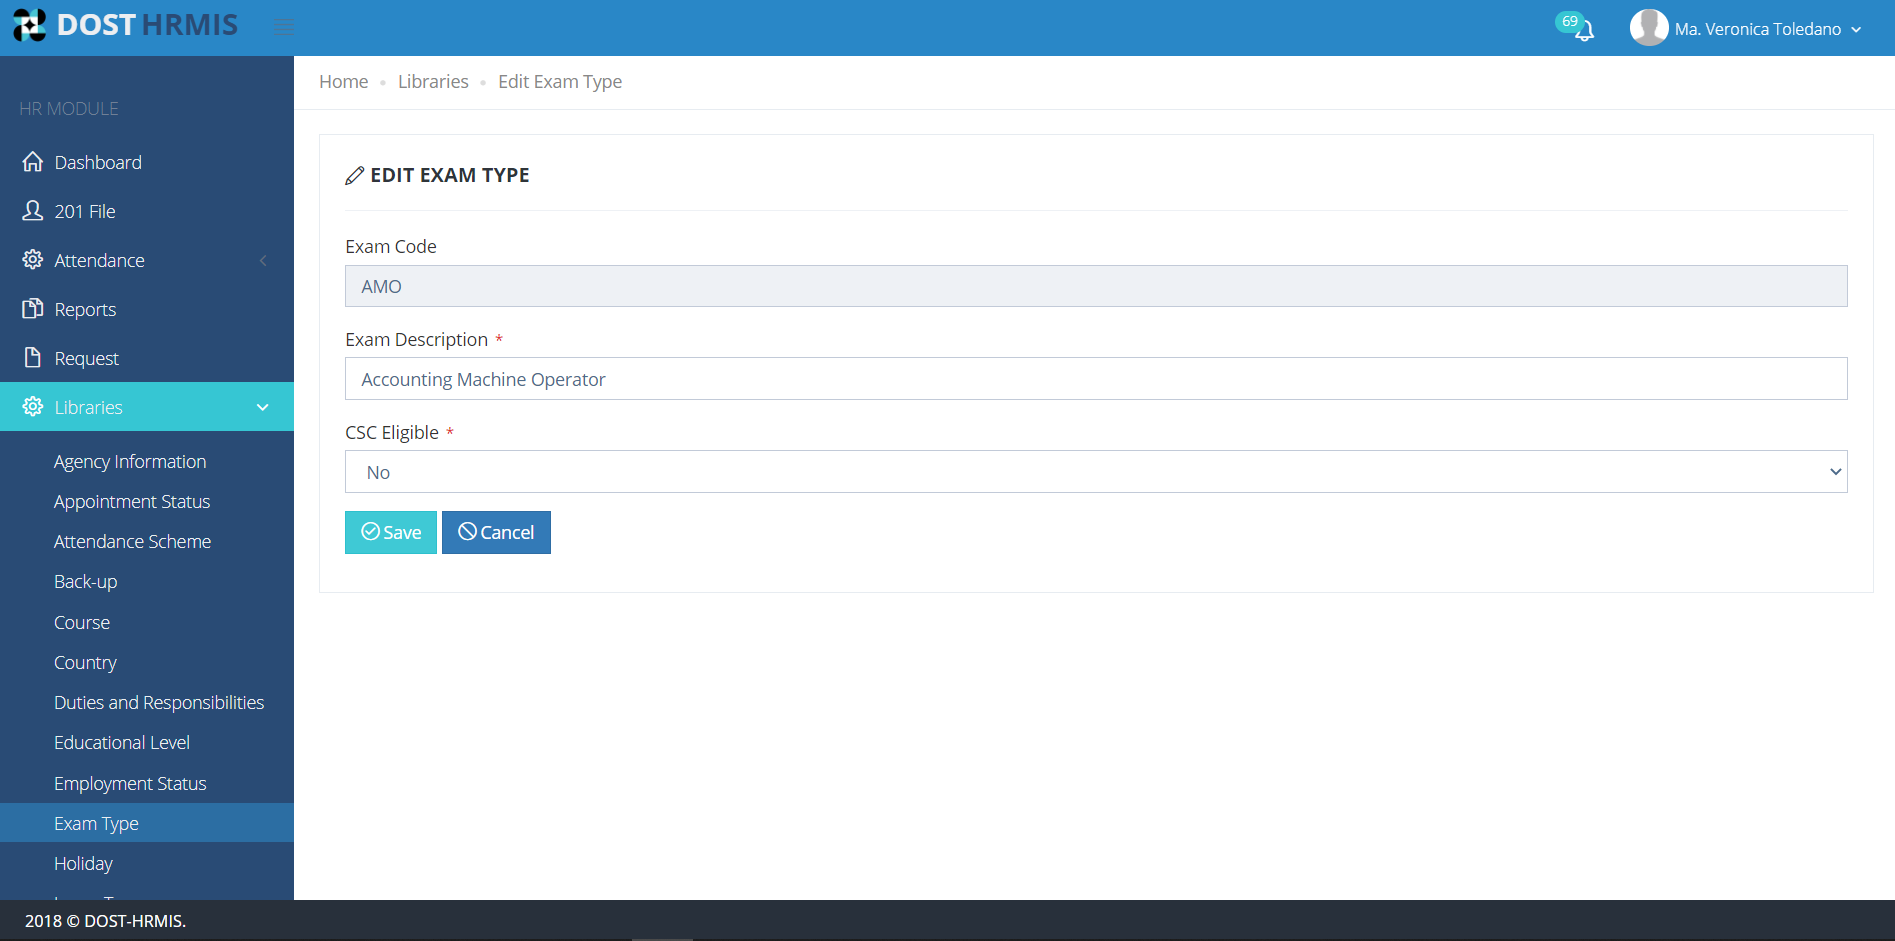 DOST HRMIS
69
Ma. Veronica Toledano
Home • Libraries • Edit Exam Type
HR MODULE
Dashboard
201 File
Attendance
Reports
Request
Libraries
Agency Information
Appointment Status
Attendance Scheme
Back-up
Course
Country
Duties and Responsibilities
Educational Level
Employment Status
Exam Type
Holiday
EDIT EXAM TYPE
Exam Code
AMO
Exam Description *
Accounting Machine Operator
CSC Eligible *
No
Save Cancel
2018 © DOST-HRMIS.